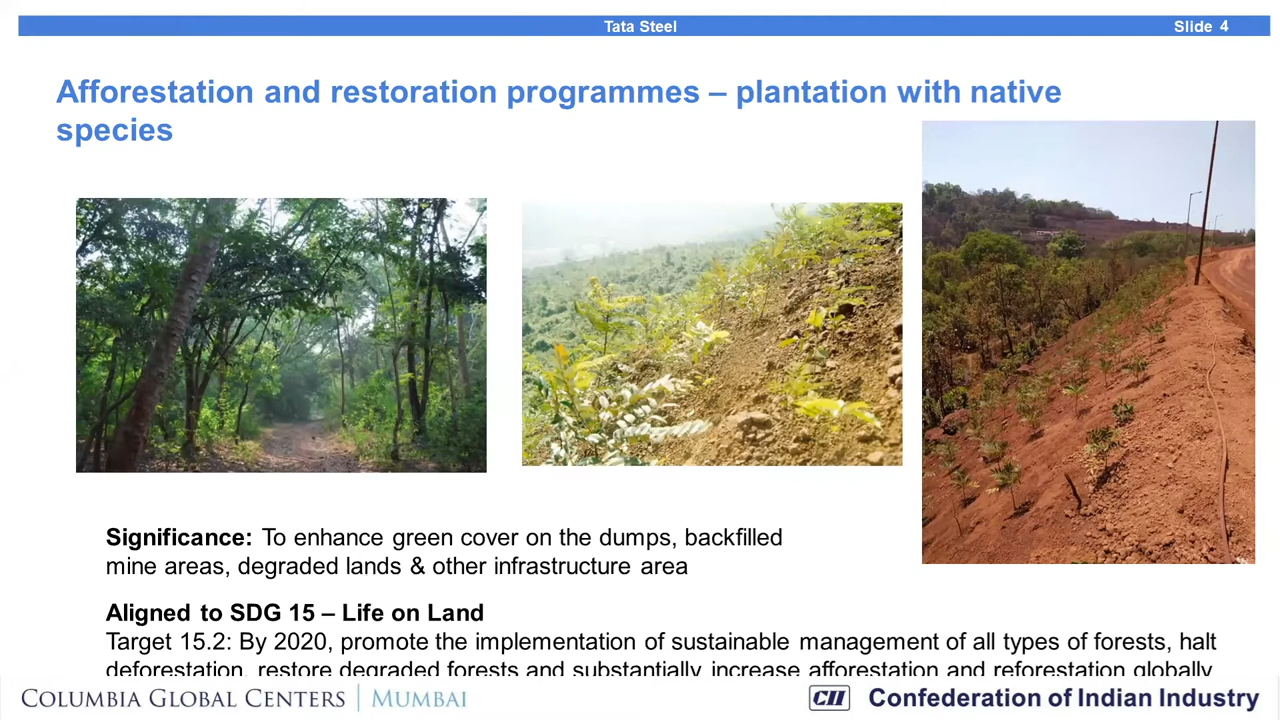 Tata Steel
Slide 4
Afforestation and restoration programmes – plantation with native
species
Significance: To enhance green cover on the dumps, backfilled
mine areas, degraded lands & other infrastructure area
Aligned to SDG 15 – Life on Land
Target 15.2: By 2020, promote the implementation of sustainable management of all types of forests, halt
deforestation, restore degraded forests and substantially increase afforestation and reforestation globally
COLUMBIA GLOBAL CENTERS | MUMBAI
CII Confederation of Indian Industry